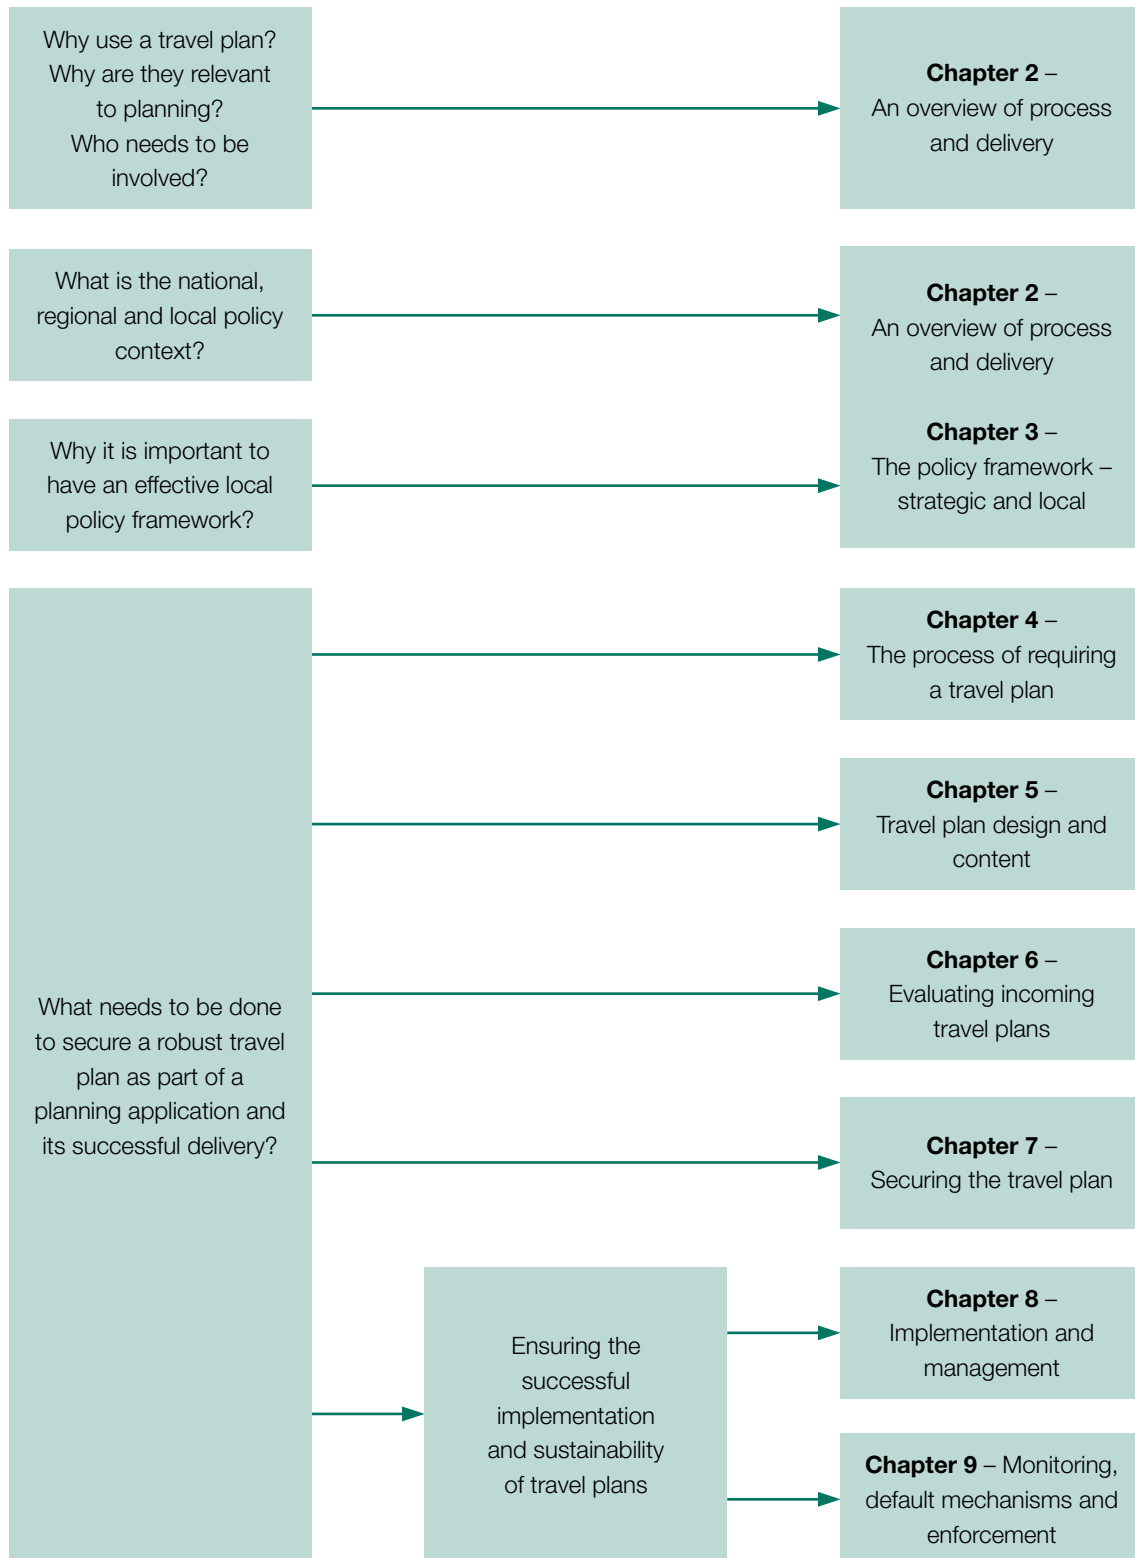 Why use a travel plan?
Why are they relevant
to planning?
Who needs to be
involved?
Chapter 2 –
An overview of process
and delivery
What is the national,
regional and local policy
context?
Chapter 2 –
An overview of process
and delivery
Why it is important to
have an effective local
policy framework?
Chapter 3 –
The policy framework –
strategic and local
What needs to be done
to secure a robust travel
plan as part of a
planning application and
its successful delivery?
Chapter 4 –
The process of requiring
a travel plan
Chapter 5 –
Travel plan design and
content
Chapter 6 –
Evaluating incoming
travel plans
Chapter 7 –
Securing the travel plan
Ensuring the
successful
implementation
and sustainability
of travel plans
Chapter 8 –
Implementation and
management
Chapter 9 – Monitoring,
default mechanisms and
enforcement